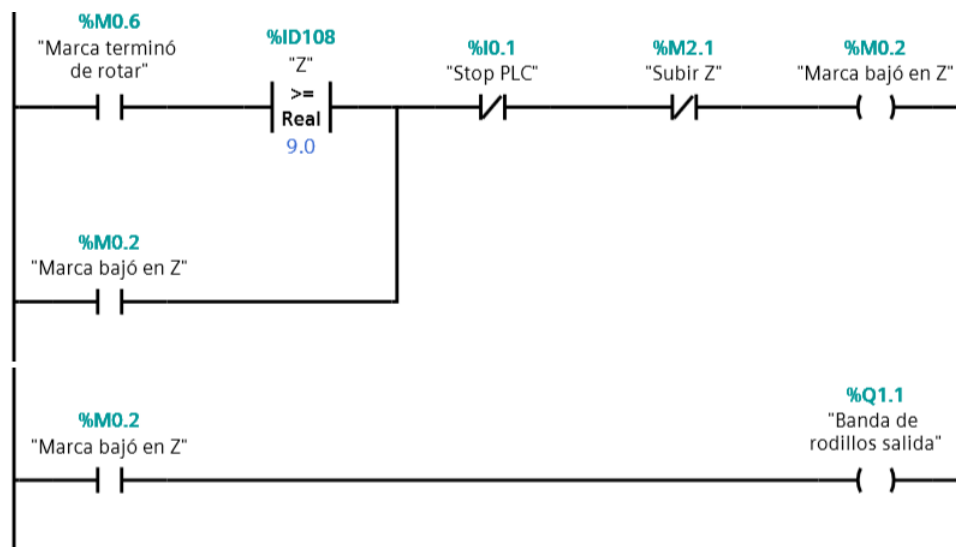 %M0.6
"Marca terminó
de rotar"
%ID108
"Z"
>=
Real
9.0
%I0.1
"Stop PLC"
%M2.1
"Subir Z"
%M0.2
"Marca bajó en Z"
%M0.2
"Marca bajó en Z"
%M0.2
"Marca bajó en Z"
%Q1.1
"Banda de
rodillos salida"